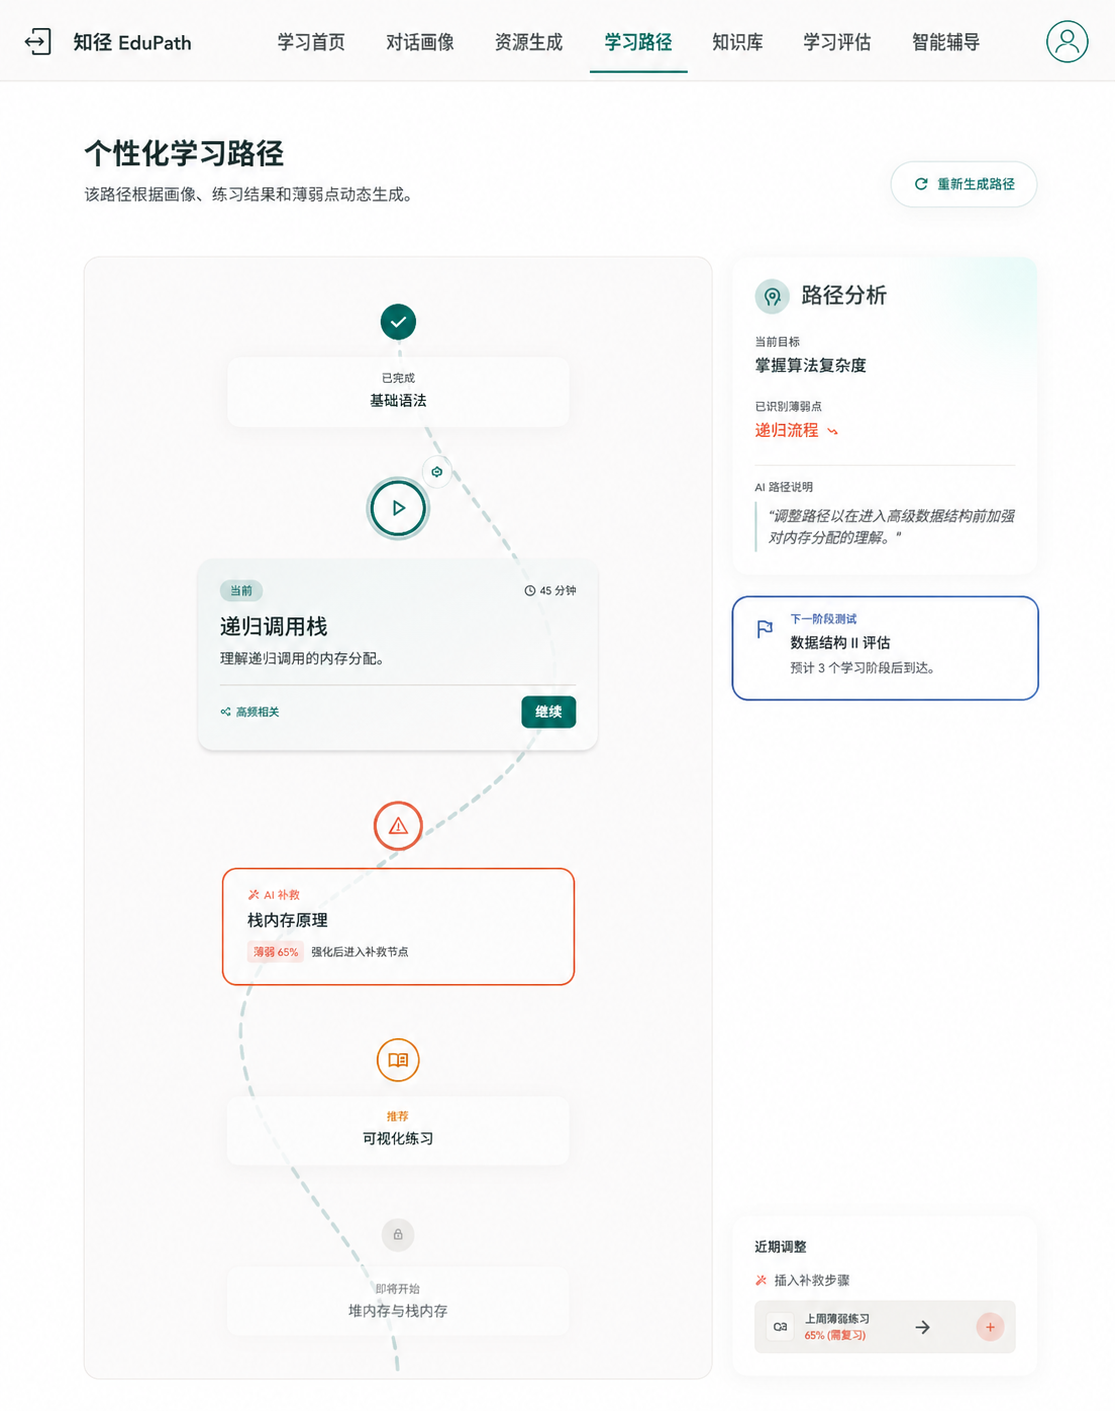 知径 EduPath
学习首页
对话画像
资源生成
学习路径
知识库
学习评估
智能辅导
个性化学习路径
该路径根据画像、练习结果和薄弱点动态生成。
重新生成路径
已完成
基础语法
当前
45 分钟
递归调用栈
理解递归调用的内存分配。
高频相关
继续
AI 补救
栈内存原理
薄弱 65%
强化后进入补救节点
推荐
可视化练习
即将开始
堆内存与栈内存
路径分析
当前目标
掌握算法复杂度
已识别薄弱点
递归流程
AI 路径说明
“调整路径以在进入高级数据结构前加强
对内存分配的理解。”
下一阶段测试
数据结构 II 评估
预计 3 个学习阶段后到达。
近期调整
插入补救步骤
上周薄弱练习
65% (需复习)